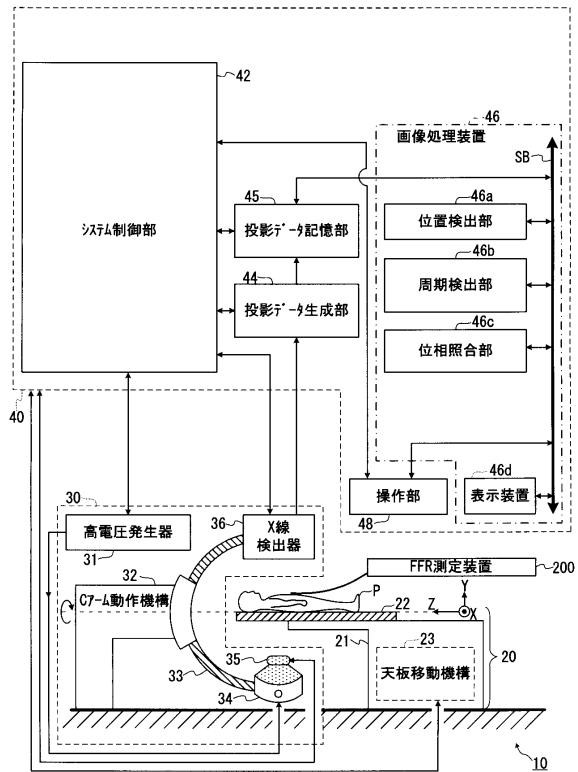 42
46
画像処理装置
SB
45
46a
システム制御部
投影データ記憶部
位置検出部
44
46b
投影データ生成部
周期検出部
46c
位相照合部
40
46d
操作部
表示装置
48
30
36
X線
検出器
高電圧発生器
31
FFR測定装置
200
32
Cアーム動作機構
P
Y
22
Z
X
21
23
20
35
天板移動機構
33
34
10